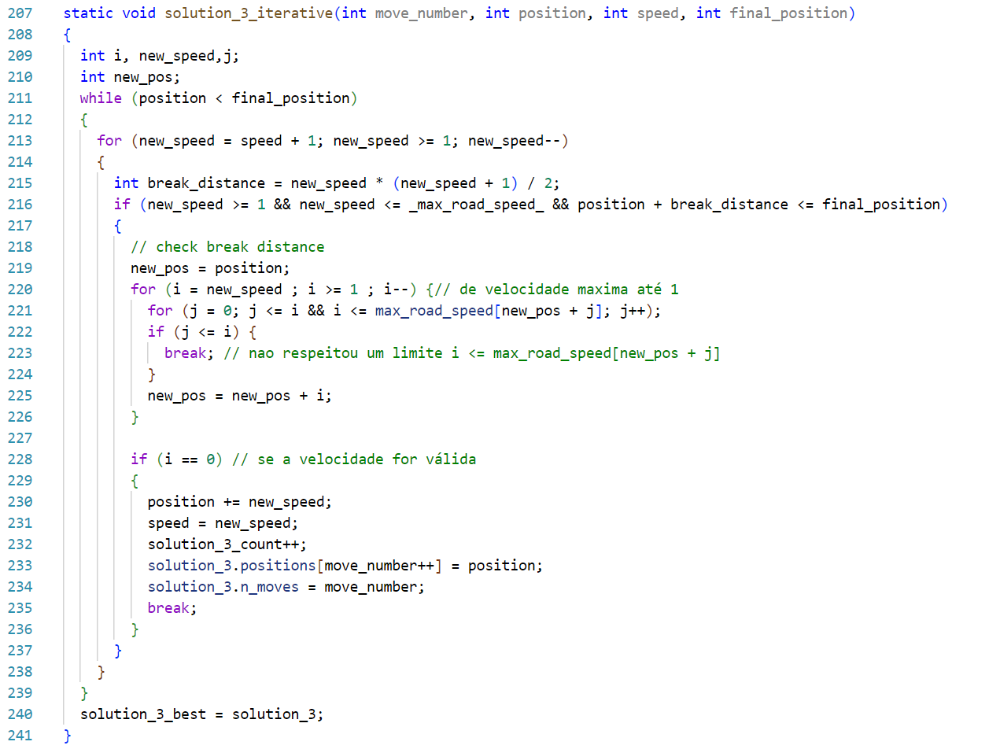 207 static void solution_3_iterative(int move_number, int position, int speed, int final_position)
208 {
209   int i, new_speed,j;
210   int new_pos;
211   while (position < final_position)
212   {
213     for (new_speed = speed + 1; new_speed >= 1; new_speed--)
214     {
215       int break_distance = new_speed * (new_speed + 1) / 2;
216       if (new_speed >= 1 && new_speed <= _max_road_speed_ && position + break_distance <= final_position)
217       {
218         // check break distance
219         new_pos = position;
220         for (i = new_speed ; i >= 1 ; i--) {// de velocidade maxima até 1
221           for (j = 0; j <= i && i <= max_road_speed[new_pos + j]; j++);
222           if (j <= i) {
223             break; // nao respeitou um limite i <= max_road_speed[new_pos + j]
224           }
225           new_pos = new_pos + i;
226         }
227
228         if (i == 0) // se a velocidade for válida
229         {
230           position += new_speed;
231           speed = new_speed;
232           solution_3_count++;
233           solution_3.positions[move_number++] = position;
234           solution_3.n_moves = move_number;
235           break;
236         }
237       }
238     }
239   }
240   solution_3_best = solution_3;
241 }